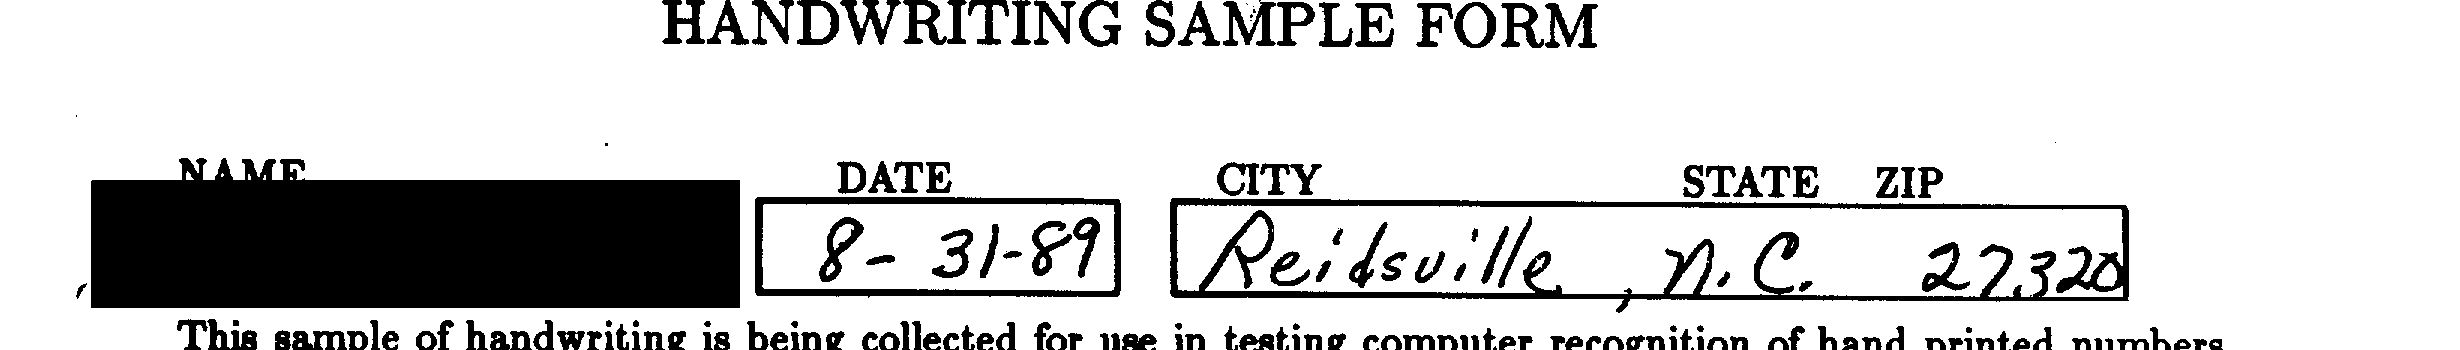 HANDWRITING SAMPLE FORM
NAME DATE CITY STATE ZIP
8-31-89 Reidsville, N.C. 27320
This sample of handwriting is being collected for use in testing computer recognition of hand printed numbers